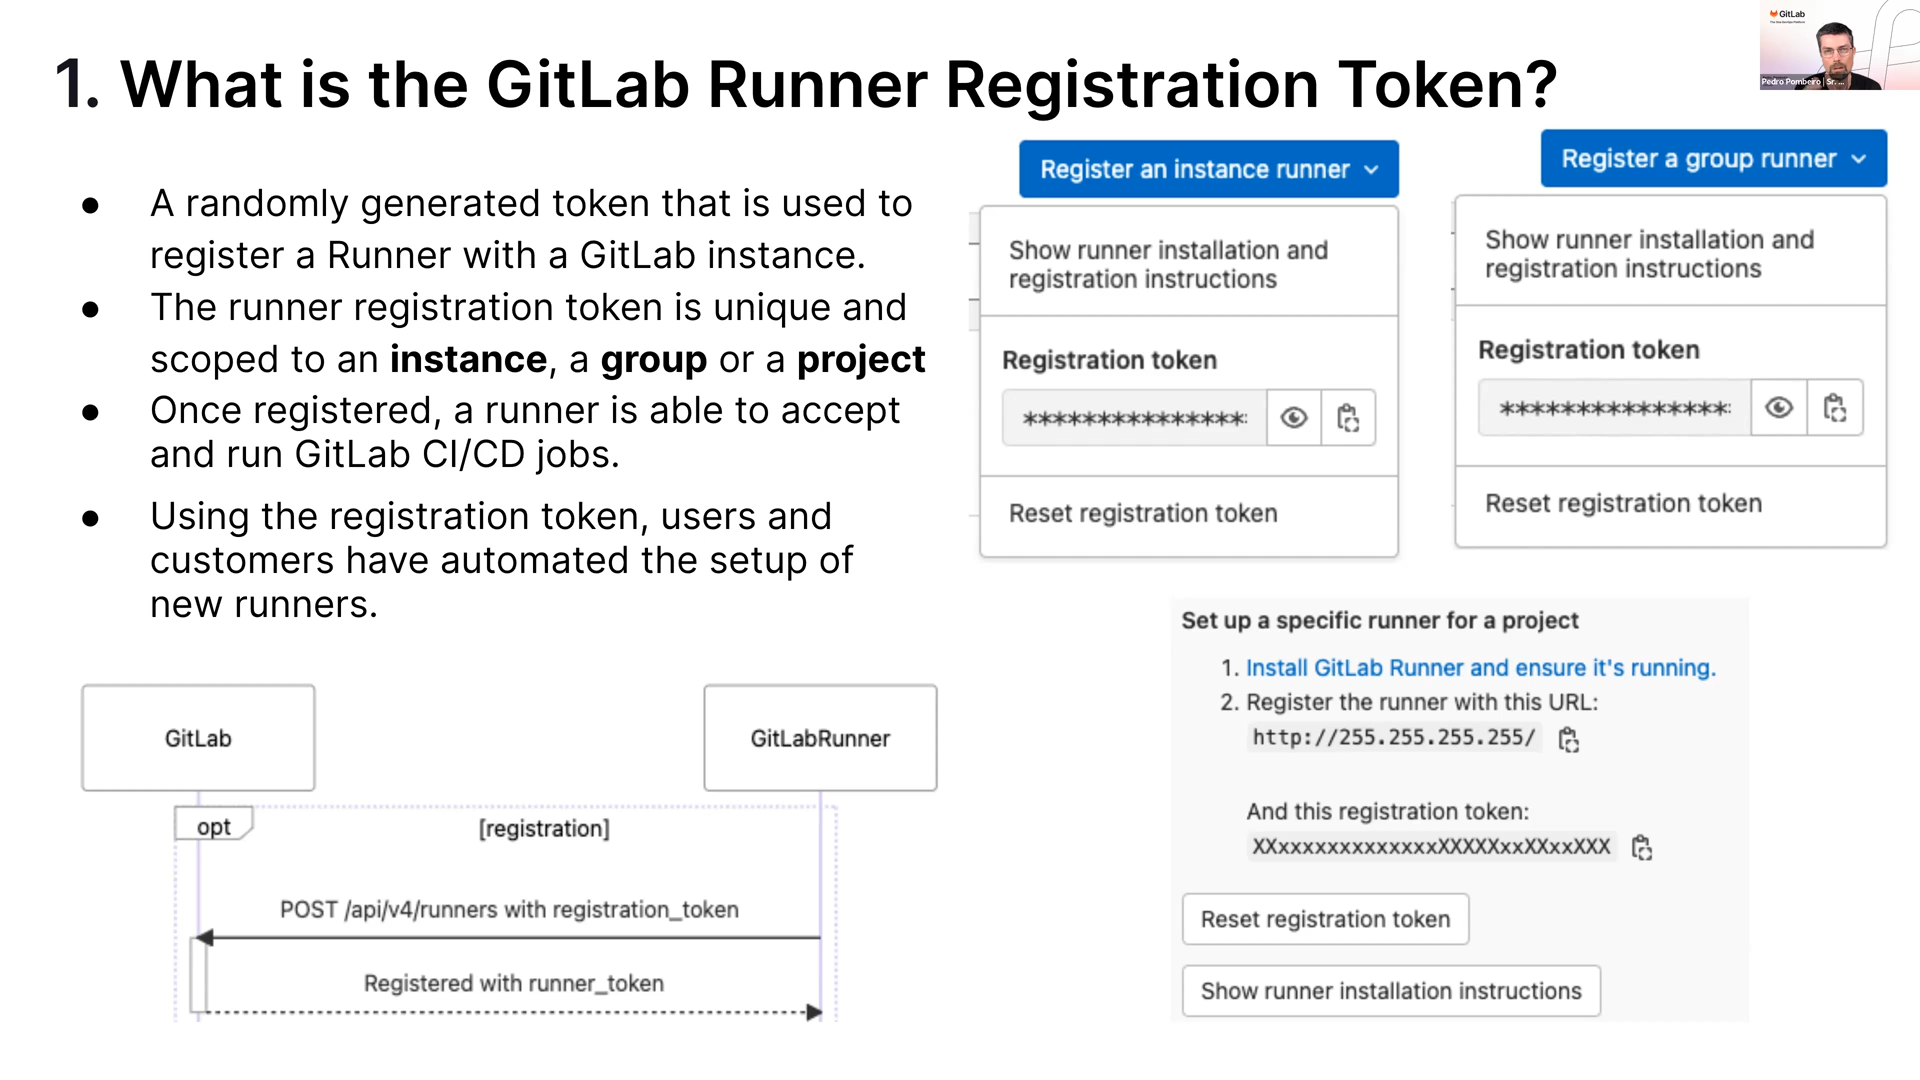 1. What is the GitLab Runner Registration Token?
GitLab
Pedro Pombeiro | Sr. ...
● A randomly generated token that is used to
register a Runner with a GitLab instance.
● The runner registration token is unique and
scoped to an instance, a group or a project
● Once registered, a runner is able to accept
and run GitLab CI/CD jobs.
● Using the registration token, users and
customers have automated the setup of
new runners.
Register an instance runner
Show runner installation and
registration instructions
Registration token
***************
Reset registration token
Register a group runner
Show runner installation and
registration instructions
Registration token
***************
Reset registration token
GitLab
GitLabRunner
opt
[registration]
POST /api/v4/runners with registration_token
Registered with runner_token
Set up a specific runner for a project
1. Install GitLab Runner and ensure it's running.
2. Register the runner with this URL:
http://255.255.255.255/
And this registration token:
XXxxxxxxxxxxxxxXXXXXxxXXxxXXX
Reset registration token
Show runner installation instructions